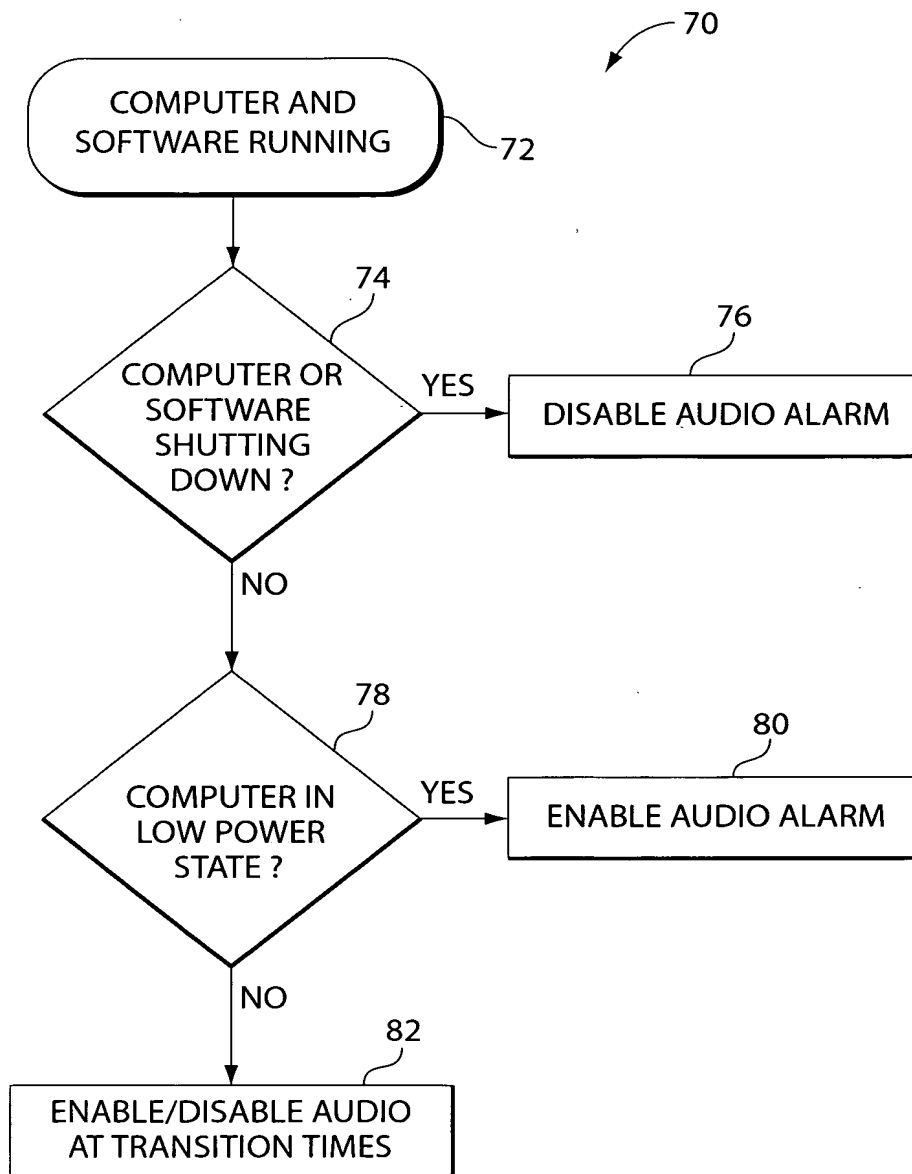 70
COMPUTER AND
SOFTWARE RUNNING
72
74
COMPUTER OR
SOFTWARE
SHUTTING
DOWN ?
YES
76
DISABLE AUDIO ALARM
NO
78
COMPUTER IN
LOW POWER
STATE ?
YES
80
ENABLE AUDIO ALARM
NO
82
ENABLE/DISABLE AUDIO
AT TRANSITION TIMES